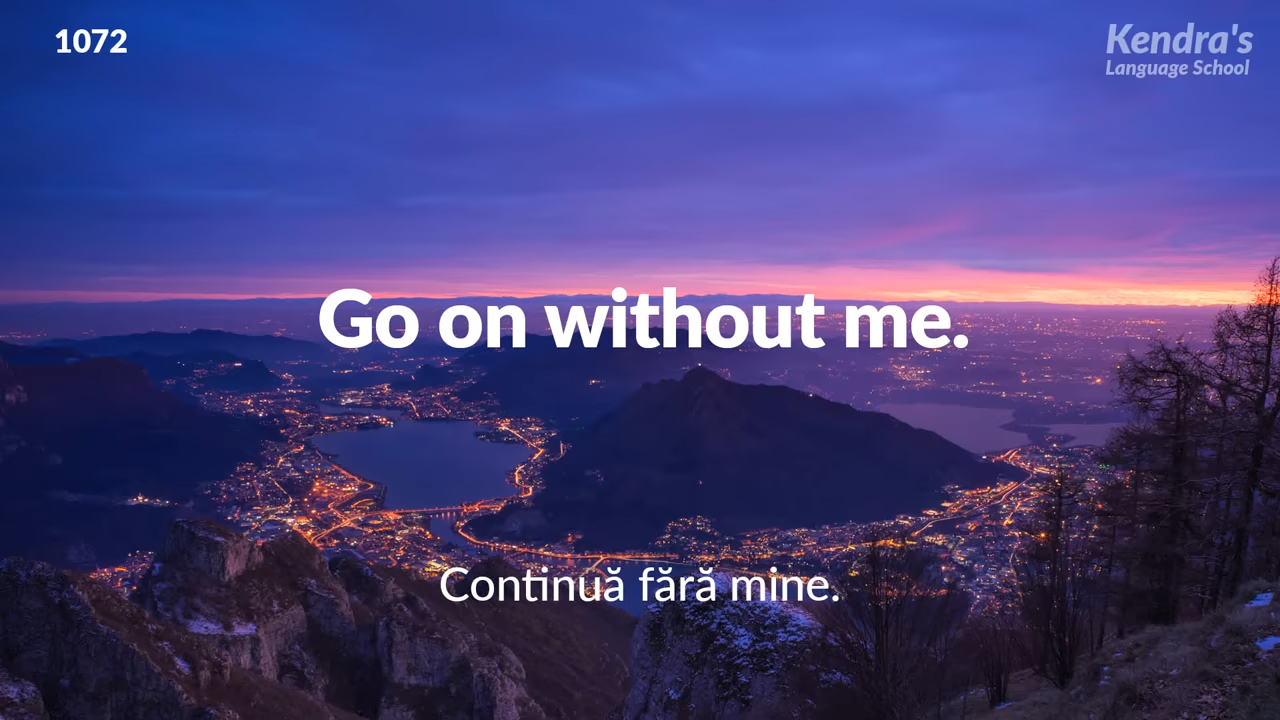 1072
Kendra's
Language School
Go on without me.
Continuă fără mine.